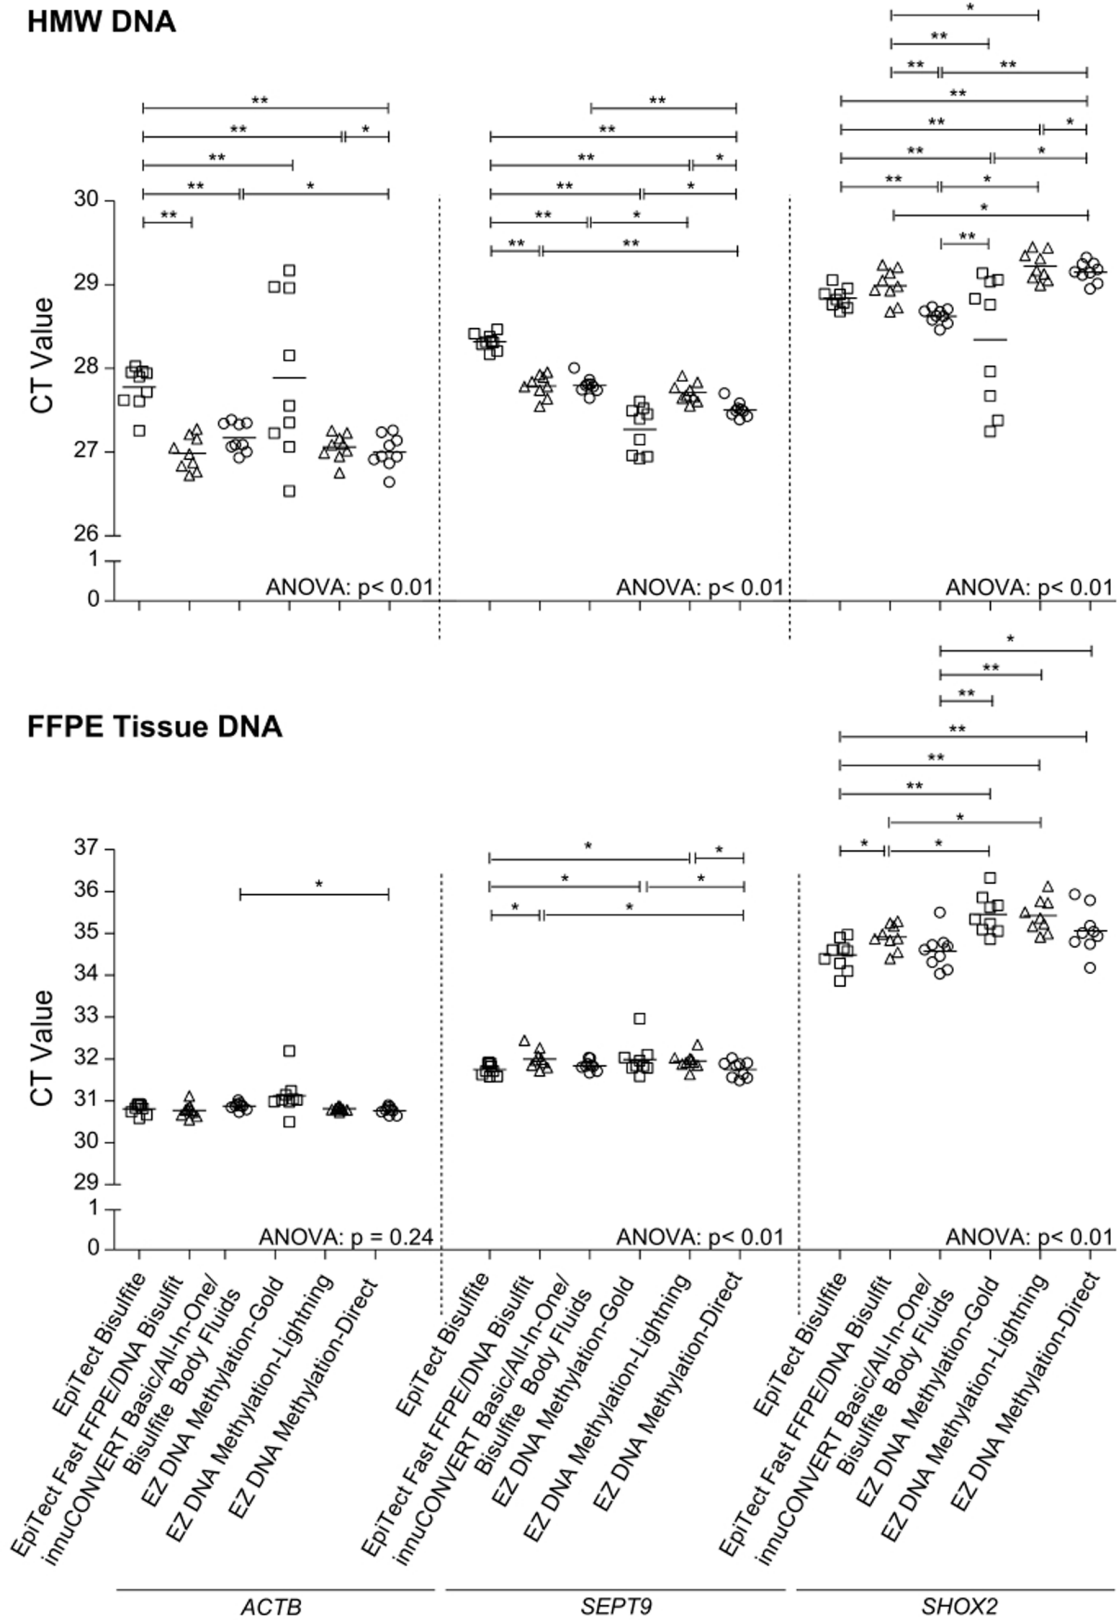 HMW DNA
*
**
** **
** ** **
** ** ** *
** * ** * ** *
** ** * ** *
** * ** * *
** ** ** **
30
29
28
27
26
1
0
CT Value
ANOVA: p< 0.01 ANOVA: p< 0.01 ANOVA: p< 0.01
*
**
**
FFPE Tissue DNA
**
**
**
*
* * * *
* * *
* *
37
36
35
34
33
32
31
30
29
1
0
CT Value
ANOVA: p = 0.24 ANOVA: p< 0.01 ANOVA: p< 0.01
EpiTect Bisulfite
EpiTect Fast FFPE/DNA Bisulfit
innuCONVERT Basic/All-In-One/
Bisulfite Body Fluids
EZ DNA Methylation-Gold
EZ DNA Methylation-Lightning
EZ DNA Methylation-Direct
EpiTect Bisulfite
EpiTect Fast FFPE/DNA Bisulfit
innuCONVERT Basic/All-In-One/
Bisulfite Body Fluids
EZ DNA Methylation-Gold
EZ DNA Methylation-Lightning
EZ DNA Methylation-Direct
EpiTect Bisulfite
EpiTect Fast FFPE/DNA Bisulfit
innuCONVERT Basic/All-In-One/
Bisulfite Body Fluids
EZ DNA Methylation-Gold
EZ DNA Methylation-Lightning
EZ DNA Methylation-Direct
ACTB SEPT9 SHOX2